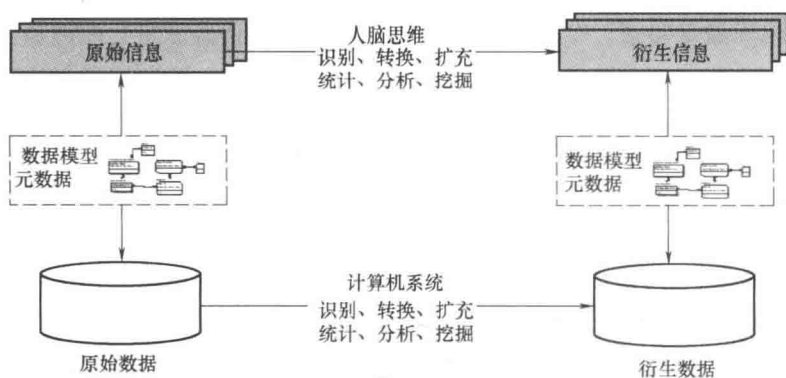 原始信息
人脑思维
识别、转换、扩充
统计、分析、挖掘
衍生信息
数据模型
元数据
数据模型
元数据
计算机系统
识别、转换、扩充
统计、分析、挖掘
原始数据
衍生数据